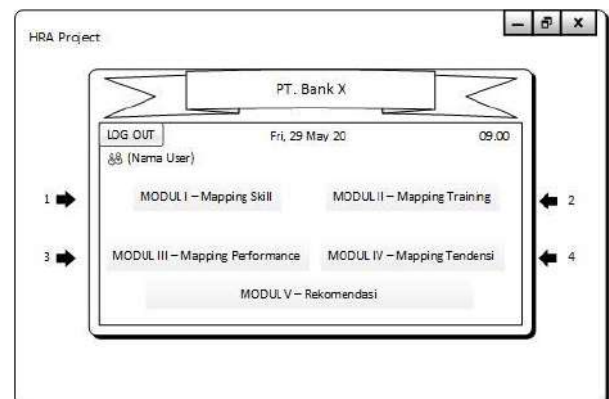 HRA Project
PT. Bank X
LOG OUT Fri, 29 May 20 09.00
(Nama User)
1 MODUL I – Mapping Skill MODUL II – Mapping Training 2
3 MODUL III – Mapping Performance MODUL IV – Mapping Tendensi 4
MODUL V – Rekomendasi